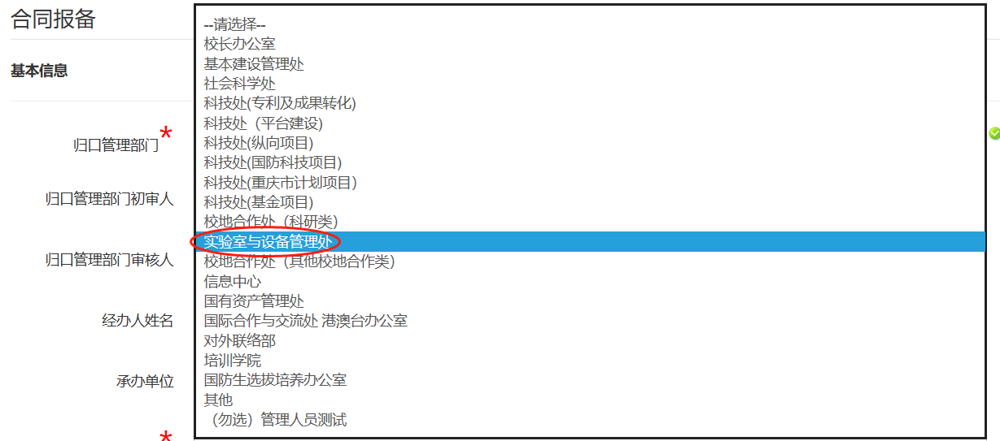 合同报备
基本信息
归口管理部门*
归口管理部门初审人
归口管理部门审核人
经办人姓名
承办单位
*
--请选择--
校长办公室
基本建设管理处
社会科学处
科技处(专利及成果转化)
科技处（平台建设)
科技处(纵向项目)
科技处(国防科技项目)
科技处(重庆市计划项目）
科技处(基金项目)
校地合作处（科研类）
实验室与设备管理处
校地合作处（其他校地合作类）
信息中心
国有资产管理处
国际合作与交流处 港澳台办公室
对外联络部
培训学院
国防生选拔培养办公室
其他
（勿选）管理人员测试